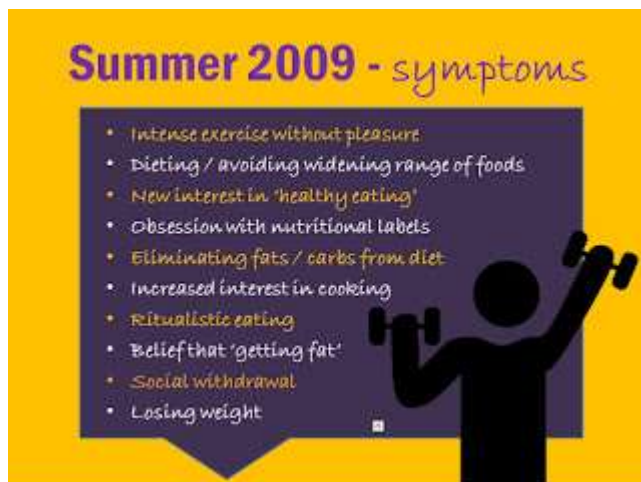 Summer 2009 - symptoms
• Intense exercise without pleasure
• Dieting / avoiding widening range of foods
• New interest in 'healthy eating'
• Obsession with nutritional labels
• Eliminating fats / carbs from diet
• Increased interest in cooking
• Ritualistic eating
• Belief that 'getting fat'
• Social withdrawal
• Losing weight